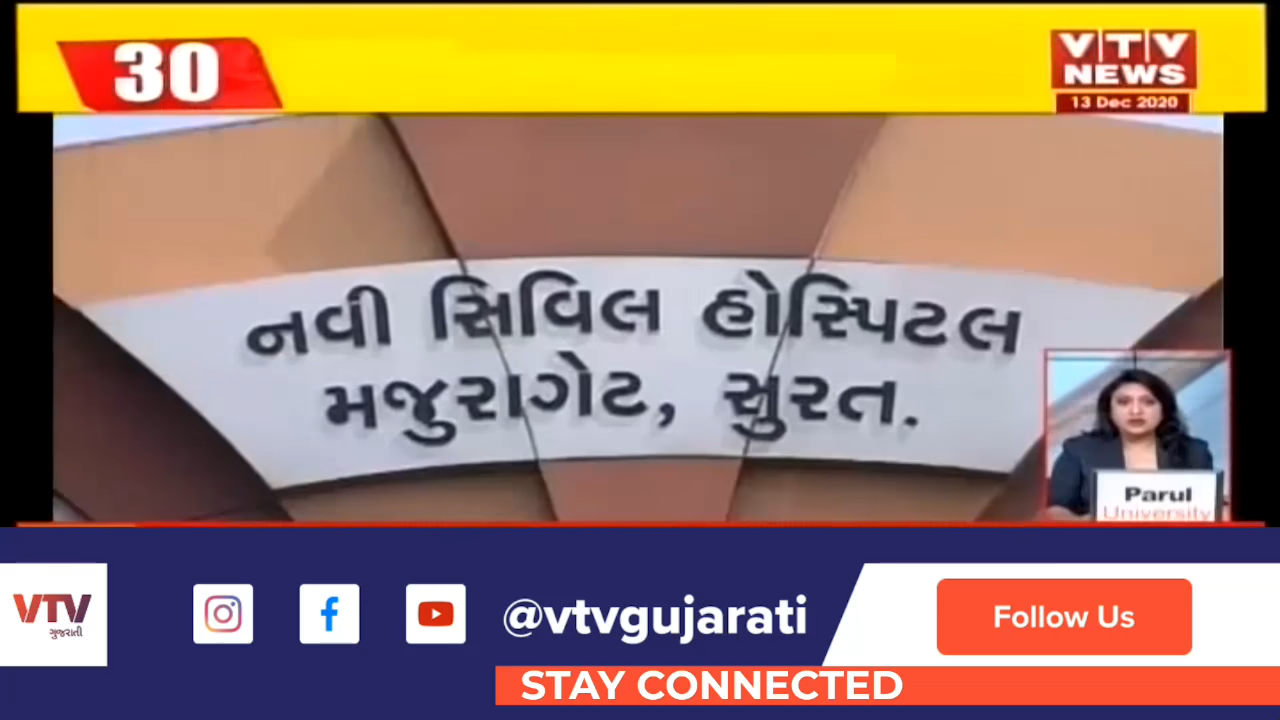 30
VTV
NEWS
13 Dec 2020
નવી સિવિલ હોસ્પિટલ
મજુરાગેટ, સુરત.
Parul
University
VTV
ગુજરાતી
@vtvgujarati
Follow Us
STAY CONNECTED